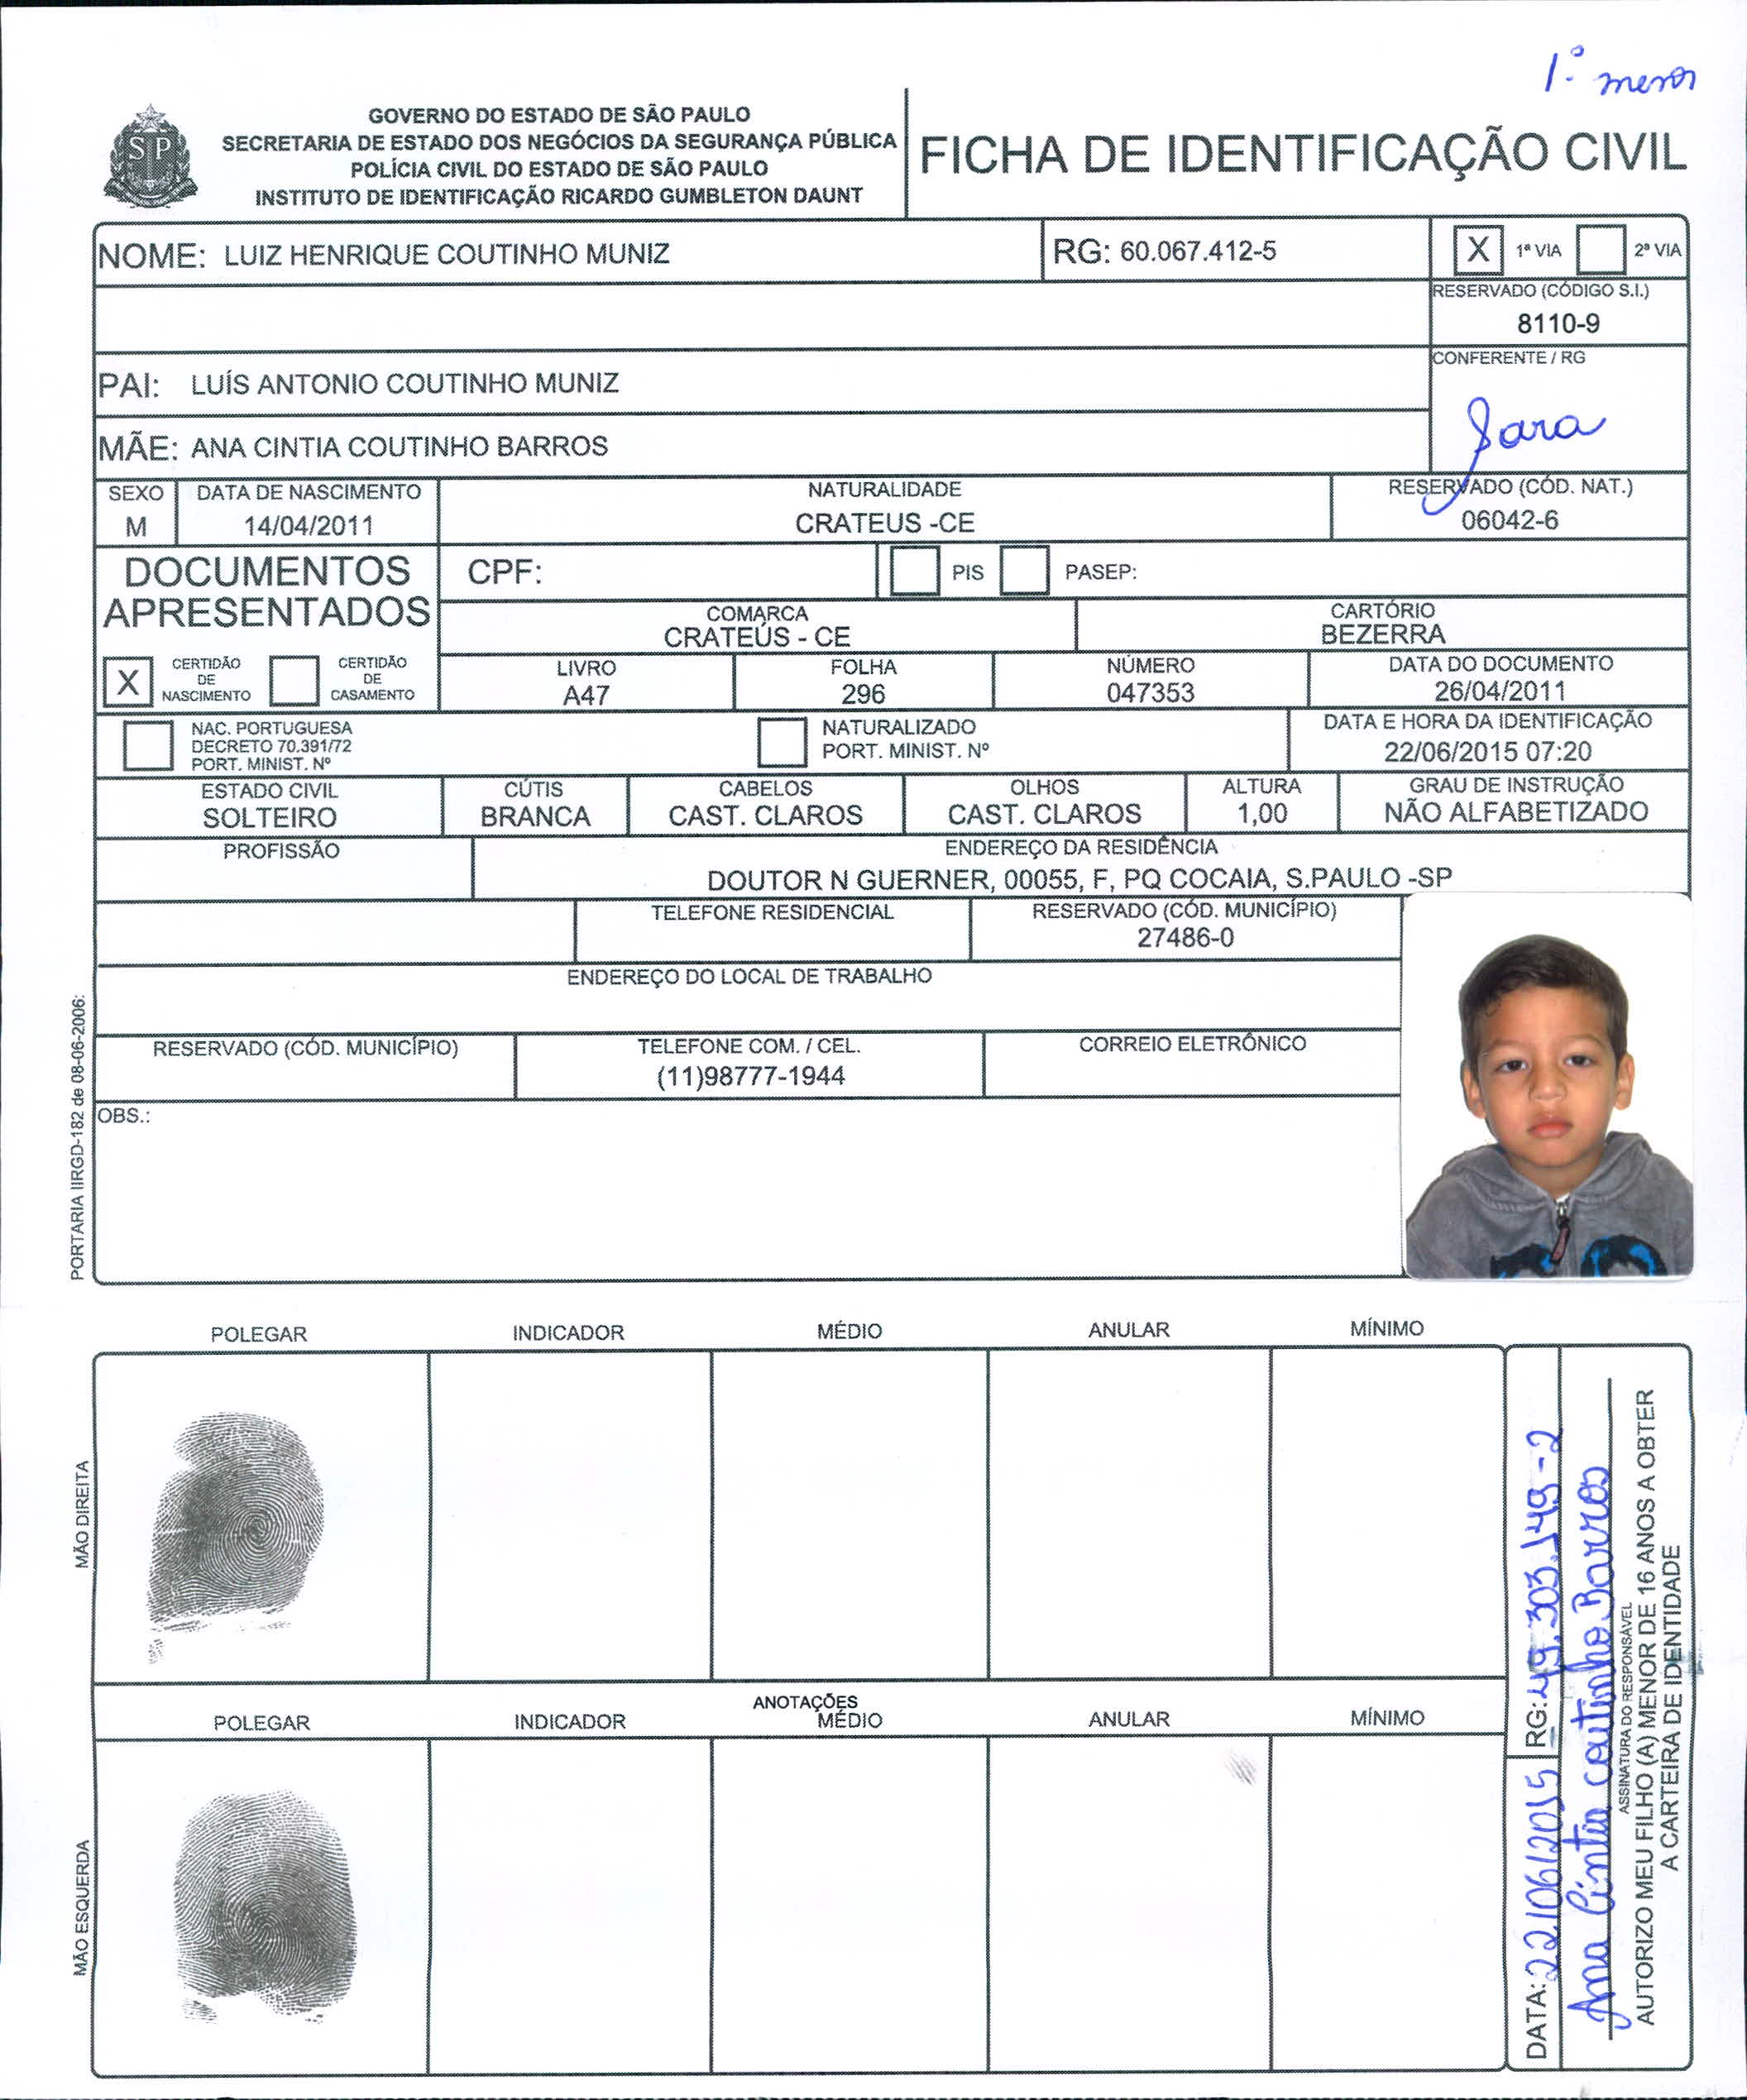 1ª menor
GOVERNO DO ESTADO DE SÃO PAULO
SECRETARIA DE ESTADO DOS NEGÓCIOS DA SEGURANÇA PÚBLICA
POLÍCIA CIVIL DO ESTADO DE SÃO PAULO
INSTITUTO DE IDENTIFICAÇÃO RICARDO GUMBLETON DAUNT
SP
FICHA DE IDENTIFICAÇÃO CIVIL
NOME: LUIZ HENRIQUE COUTINHO MUNIZ RG: 60.067.412-5 X 1ª VIA 2ª VIA
RESERVADO (CÓDIGO S.I.)
8110-9
PAI: LUÍS ANTONIO COUTINHO MUNIZ
CONFERENTE / RG
Sara
MÃE: ANA CINTIA COUTINHO BARROS
SEXO DATA DE NASCIMENTO NATURALIDADE RESERVADO (CÓD. NAT.)
M 14/04/2011 CRATEUS -CE 06042-6
DOCUMENTOS
APRESENTADOS
CPF: PIS PASEP:
COMARCA CARTÓRIO
CRATEÚS - CE BEZERRA
X CERTIDÃO DE NASCIMENTO CERTIDÃO DE CASAMENTO
LIVRO FOLHA NÚMERO DATA DO DOCUMENTO
A47 296 047353 26/04/2011
NAC. PORTUGUESA
DECRETO 70.391/72
PORT. MINIST. Nº
NATURALIZADO
PORT. MINIST. Nº
DATA E HORA DA IDENTIFICAÇÃO
22/06/2015 07:20
ESTADO CIVIL CÚTIS CABELOS OLHOS ALTURA GRAU DE INSTRUÇÃO
SOLTEIRO BRANCA CAST. CLAROS CAST. CLAROS 1,00 NÃO ALFABETIZADO
PROFISSÃO ENDEREÇO DA RESIDÊNCIA
DOUTOR N GUERNER, 00055, F, PQ COCAIA, S.PAULO -SP
TELEFONE RESIDENCIAL RESERVADO (CÓD. MUNICÍPIO)
27486-0
ENDEREÇO DO LOCAL DE TRABALHO
RESERVADO (CÓD. MUNICÍPIO) TELEFONE COM. / CEL. CORREIO ELETRÔNICO
(11)98777-1944
OBS.:
PORTARIA IIRGD-182 de 08-06-2006:
POLEGAR INDICADOR MÉDIO ANULAR MÍNIMO
MÃO DIREITA
ANOTAÇÕES
POLEGAR INDICADOR MÉDIO ANULAR MÍNIMO
MÃO ESQUERDA
DATA: 22/06/2015 RG: 49.303.149-2
Ana Cintia coutinho Barros
ASSINATURA DO RESPONSÁVEL
AUTORIZO MEU FILHO (A) MENOR DE 16 ANOS A OBTER
A CARTEIRA DE IDENTIDADE